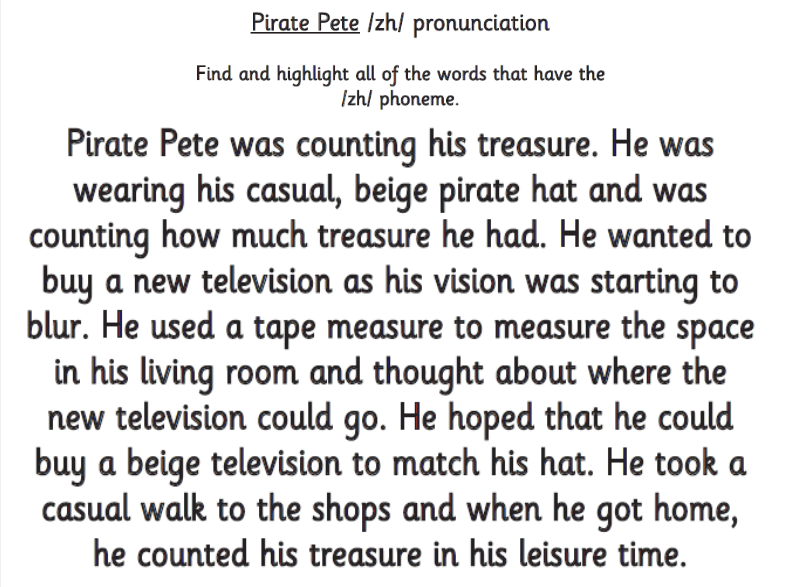 Pirate Pete /zh/ pronunciation
Find and highlight all of the words that have the
/zh/ phoneme.
Pirate Pete was counting his treasure. He was
wearing his casual, beige pirate hat and was
counting how much treasure he had. He wanted to
buy a new television as his vision was starting to
blur. He used a tape measure to measure the space
in his living room and thought about where the
new television could go. He hoped that he could
buy a beige television to match his hat. He took a
casual walk to the shops and when he got home,
he counted his treasure in his leisure time.